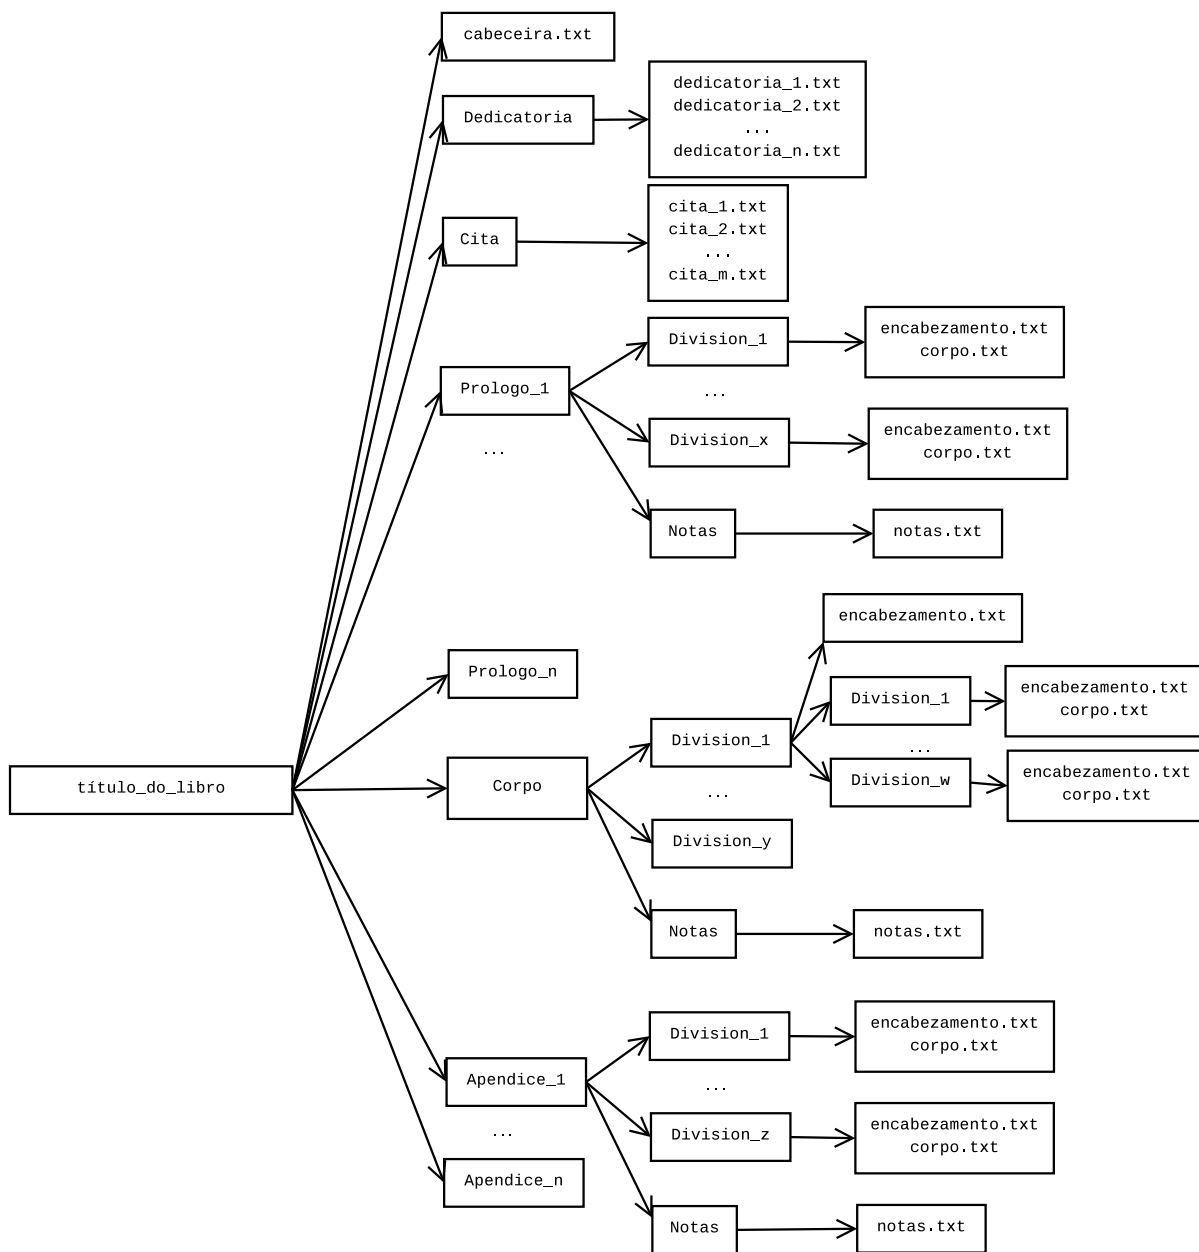 cabeceira.txt
Dedicatoria
dedicatoria_1.txt
dedicatoria_2.txt
...
dedicatoria_n.txt
Cita
cita_1.txt
cita_2.txt
...
cita_m.txt
Prologo_1
...
Division_1
encabezamento.txt
corpo.txt
...
Division_x
encabezamento.txt
corpo.txt
Notas
notas.txt
Prologo_n
título_do_libro
Corpo
Division_1
encabezamento.txt
Division_1
encabezamento.txt
corpo.txt
...
Division_w
encabezamento.txt
corpo.txt
...
Division_y
Notas
notas.txt
Apendice_1
Division_1
encabezamento.txt
corpo.txt
...
Division_z
encabezamento.txt
corpo.txt
Notas
notas.txt
...
Apendice_n